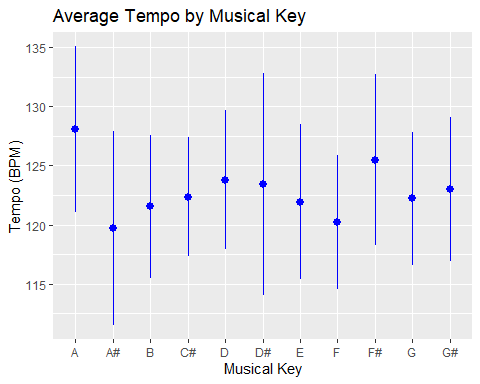 Average Tempo by Musical Key
135
130
125
120
115
Tempo (BPM)
A A# B C# D D# E F F# G G#
Musical Key